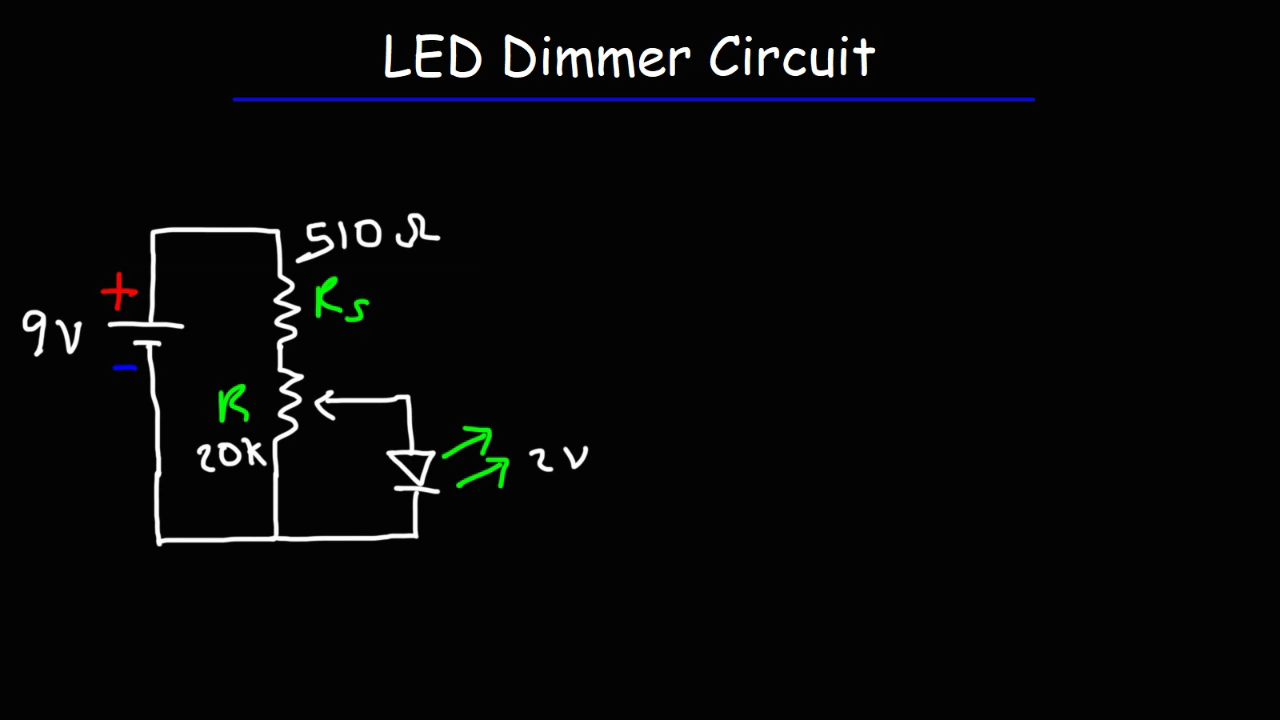 LED Dimmer Circuit
510 Ω
+
Rs
9V
-
R
20K
2V